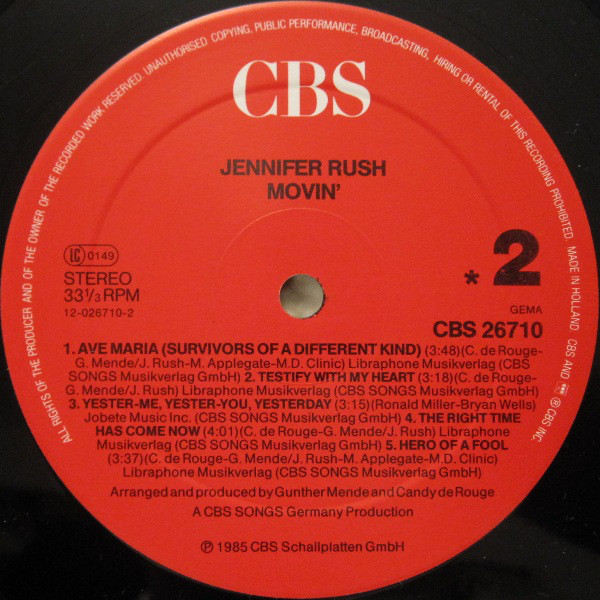 ALL RIGHTS OF THE PRODUCER AND OF THE OWNER OF THE RECORDED WORK RESERVED. UNAUTHORISED COPYING, PUBLIC PERFORMANCE, BROADCASTING, HIRING OR RENTAL OF THIS RECORDING PROHIBITED. MADE IN HOLLAND. CBS AND ℗ CBS INC.
CBS
JENNIFER RUSH
MOVIN'
LC 0149
STEREO
33 1/3 RPM
12-026710-2
* 2
GEMA
CBS 26710
1. AVE MARIA (SURVIVORS OF A DIFFERENT KIND) (3:48)(C. de Rouge-
G. Mende/J. Rush-M. Applegate-M.D. Clinic) Libraphone Musikverlag (CBS
SONGS Musikverlag GmbH) 2. TESTIFY WITH MY HEART (3:18)(C. de Rouge-
G. Mende/J. Rush) Libraphone Musikverlag (CBS SONGS Musikverlag GmbH)
3. YESTER-ME, YESTER-YOU, YESTERDAY (3:15)(Ronald Miller-Bryan Wells)
Jobete Music Inc. (CBS SONGS Musikverlag GmbH) 4. THE RIGHT TIME
HAS COME NOW (4:01)(C. de Rouge-G. Mende/J. Rush) Libraphone
Musikverlag (CBS SONGS Musikverlag GmbH) 5. HERO OF A FOOL
(3:37)(C. de Rouge-G. Mende/J. Rush-M. Applegate-M.D. Clinic)
Libraphone Musikverlag (CBS SONGS Musikverlag GmbH)
Arranged and produced by Gunther Mende and Candy de Rouge
A CBS SONGS Germany Production
℗ 1985 CBS Schallplatten GmbH